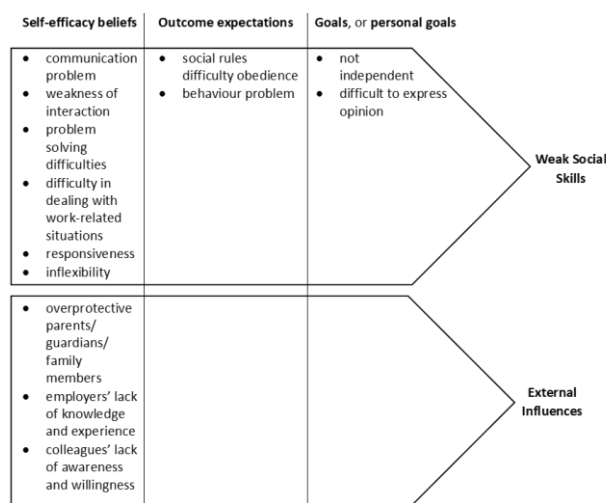 Self-efficacy beliefs
Outcome expectations
Goals, or personal goals
• communication
problem
• weakness of
interaction
• problem
solving
difficulties
• difficulty in
dealing with
work-related
situations
• responsiveness
• inflexibility
• social rules
difficulty obedience
• behaviour problem
• not
independent
• difficult to express
opinion
Weak Social
Skills
• overprotective
parents/
guardians/
family
members
• employers' lack
of knowledge
and experience
• colleagues' lack
of awareness
and willingness
External
Influences